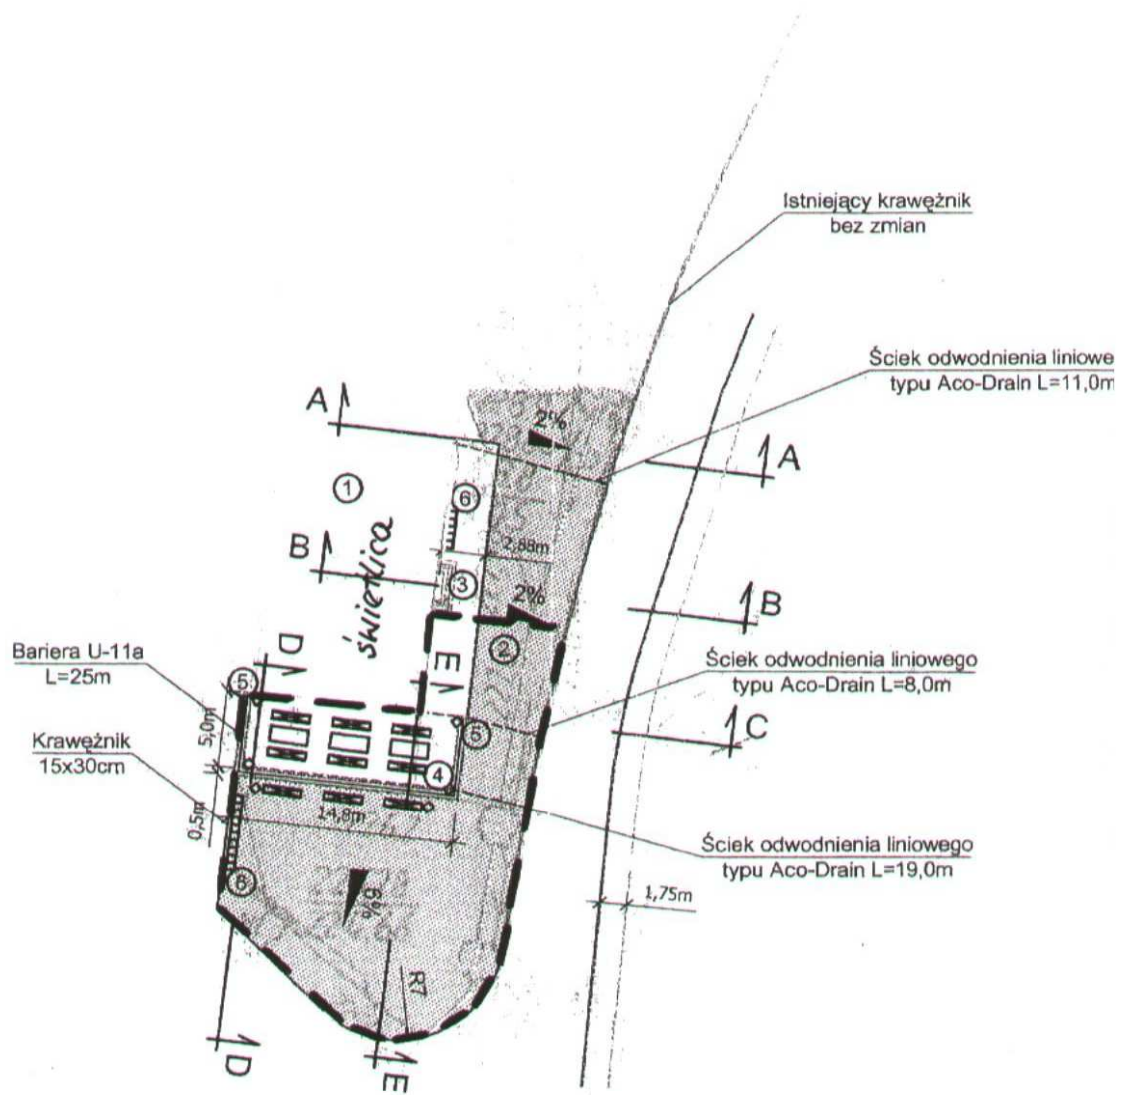 Istniejący krawężnik
bez zmian
Ściek odwodnienia liniowe
typu Aco-Drain L=11,0m
A
2%
A
1
6
B
świetlica
2,88m
3
2%
B
2
Bariera U-11a
L=25m
D
E
Ściek odwodnienia liniowego
typu Aco-Drain L=8,0m
5
5
C
5,0m
Krawężnik
15x30cm
4
0,5m
14,8m
Ściek odwodnienia liniowego
typu Aco-Drain L=19,0m
6
6%
1,75m
R7
D
E